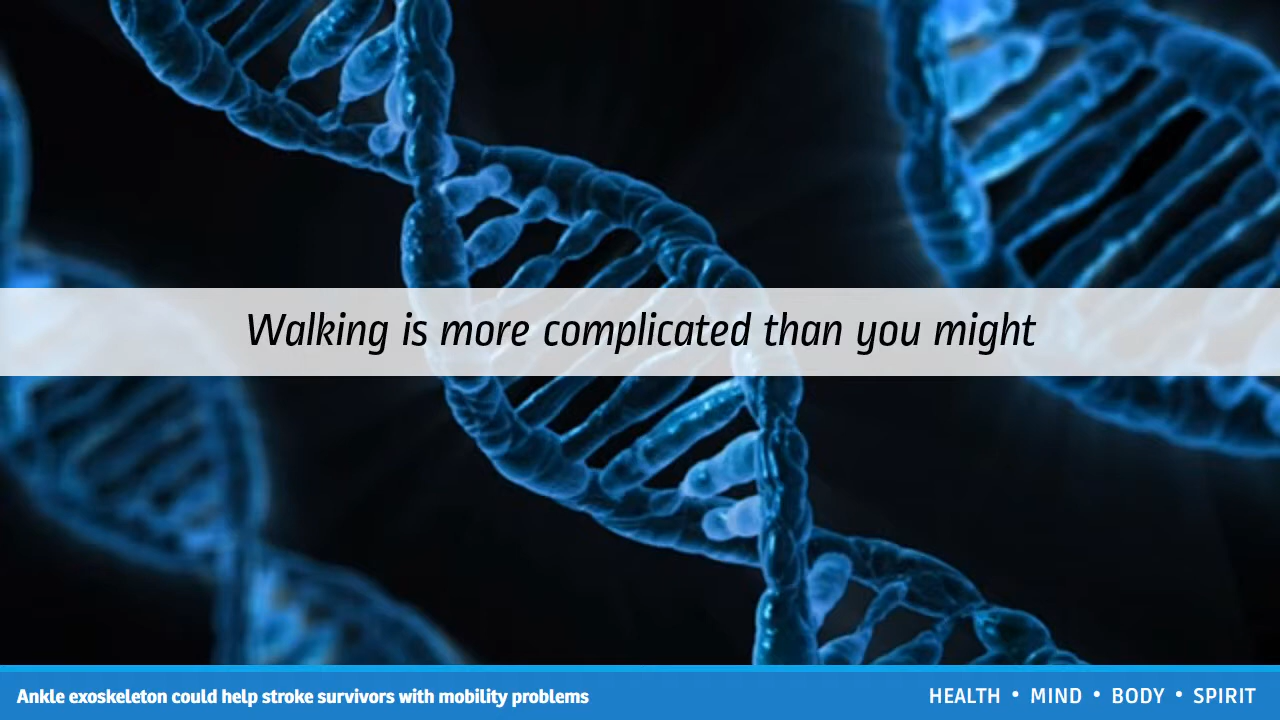 Walking is more complicated than you might
Ankle exoskeleton could help stroke survivors with mobility problems
HEALTH • MIND • BODY • SPIRIT